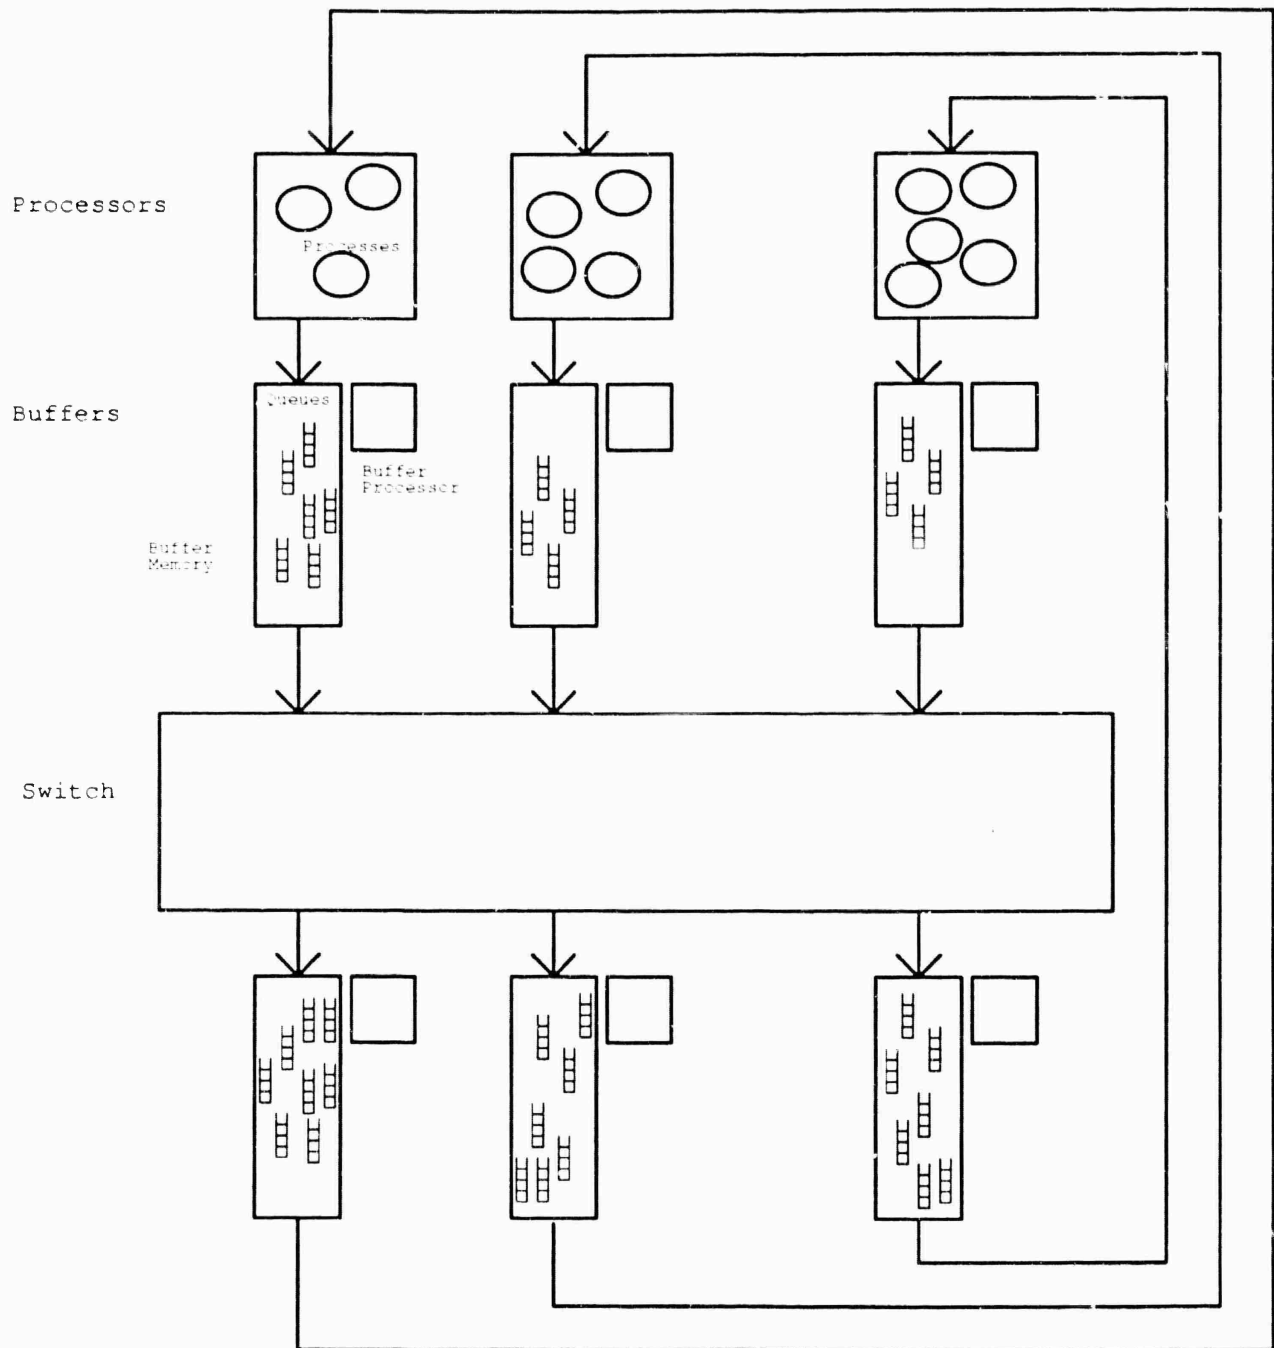 Processors
Processes
Buffers
Queues
Buffer
Processor
Buffer
Memory
Switch